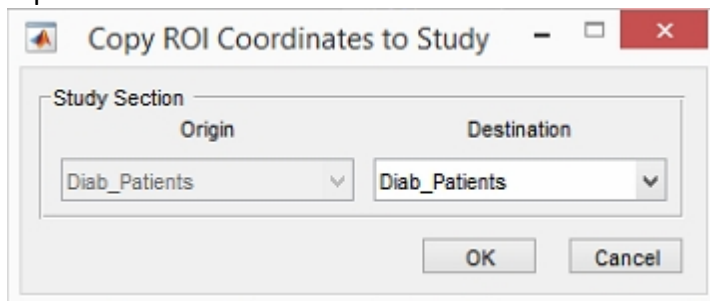 Copy ROI Coordinates to Study
Study Section
Origin Destination
Diab_Patients Diab_Patients
OK Cancel